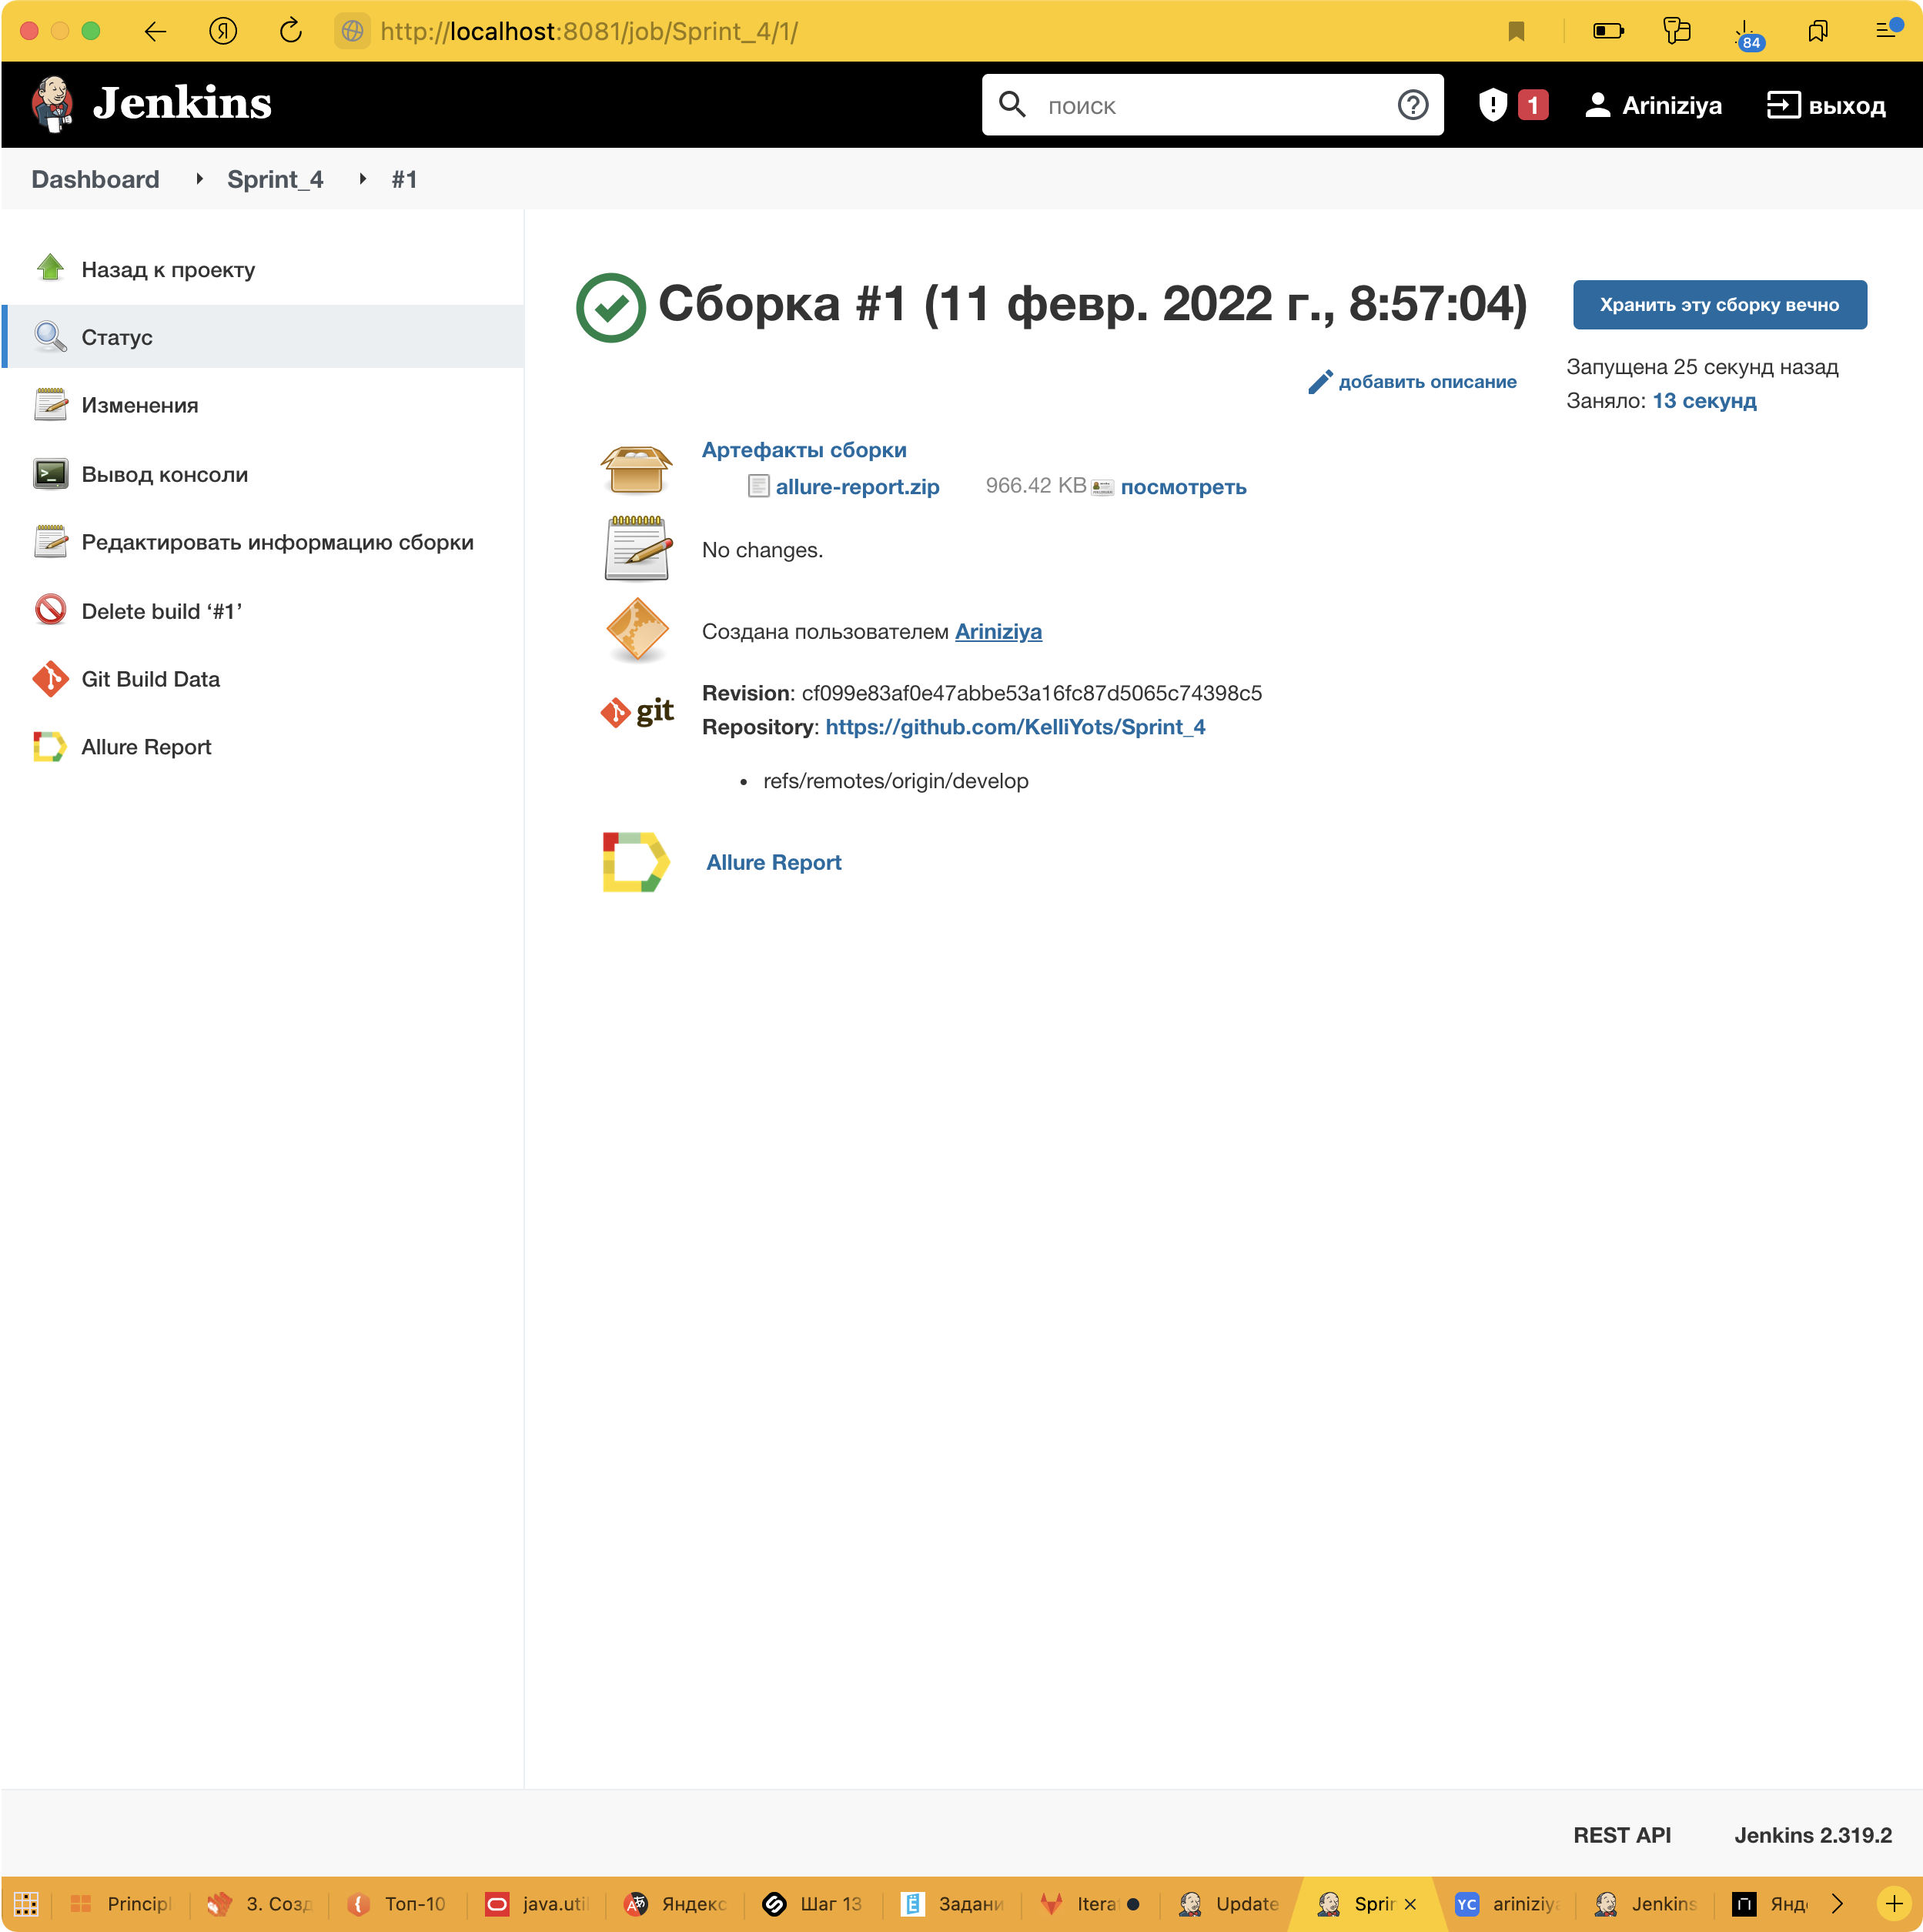 http://localhost:8081/job/Sprint_4/1/
84
Jenkins
поиск
1
Ariniziya
выход
Dashboard
Sprint_4
#1
Назад к проекту
Статус
Изменения
Вывод консоли
Редактировать информацию сборки
Delete build ‘#1’
Git Build Data
Allure Report
Сборка #1 (11 февр. 2022 г., 8:57:04)
Хранить эту сборку вечно
добавить описание
Запущена 25 секунд назад
Заняло: 13 секунд
Артефакты сборки
allure-report.zip 966.42 KB посмотреть
No changes.
Создана пользователем Ariniziya
git
Revision: cf099e83af0e47abbe53a16fc87d5065c74398c5
Repository: https://github.com/KelliYots/Sprint_4
• refs/remotes/origin/develop
Allure Report
REST API
Jenkins 2.319.2
Principl 3. Созд Топ-10 java.uti Яндекс Шаг 13 Задани Itera Update Sprin YC ariniziya Jenkins Янд